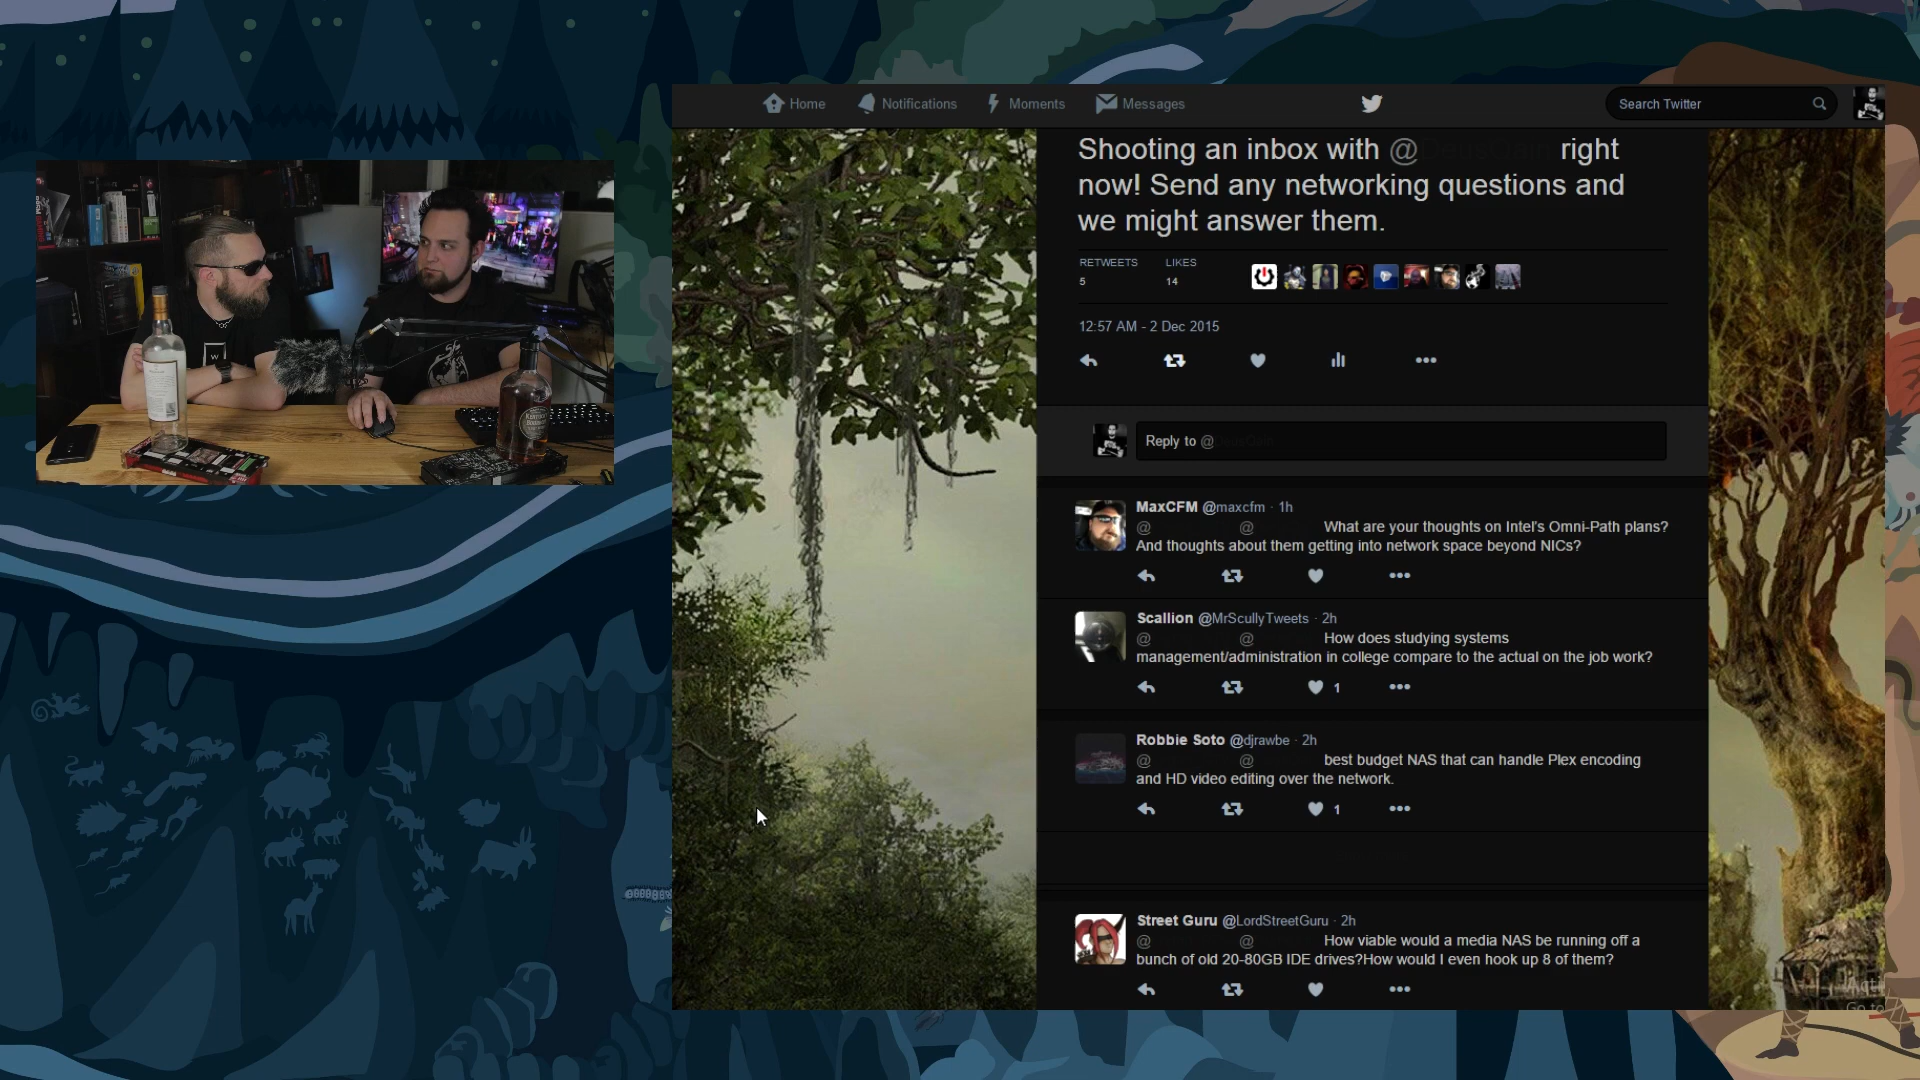 Home Notifications Moments Messages Search Twitter
Shooting an inbox with @ right
now! Send any networking questions and
we might answer them.
RETWEETS LIKES
5 14
12:57 AM - 2 Dec 2015
Reply to @
MaxCFM @maxcfm · 1h
@ @ What are your thoughts on Intel's Omni-Path plans?
And thoughts about them getting into network space beyond NICs?
Scallion @MrScullyTweets · 2h
@ @ How does studying systems
management/administration in college compare to the actual on the job work?
1
Robbie Soto @djrawbe · 2h
@ @ best budget NAS that can handle Plex encoding
and HD video editing over the network.
1
Street Guru @LordStreetGuru · 2h
@ @ How viable would a media NAS be running off a
bunch of old 20-80GB IDE drives?How would I even hook up 8 of them?